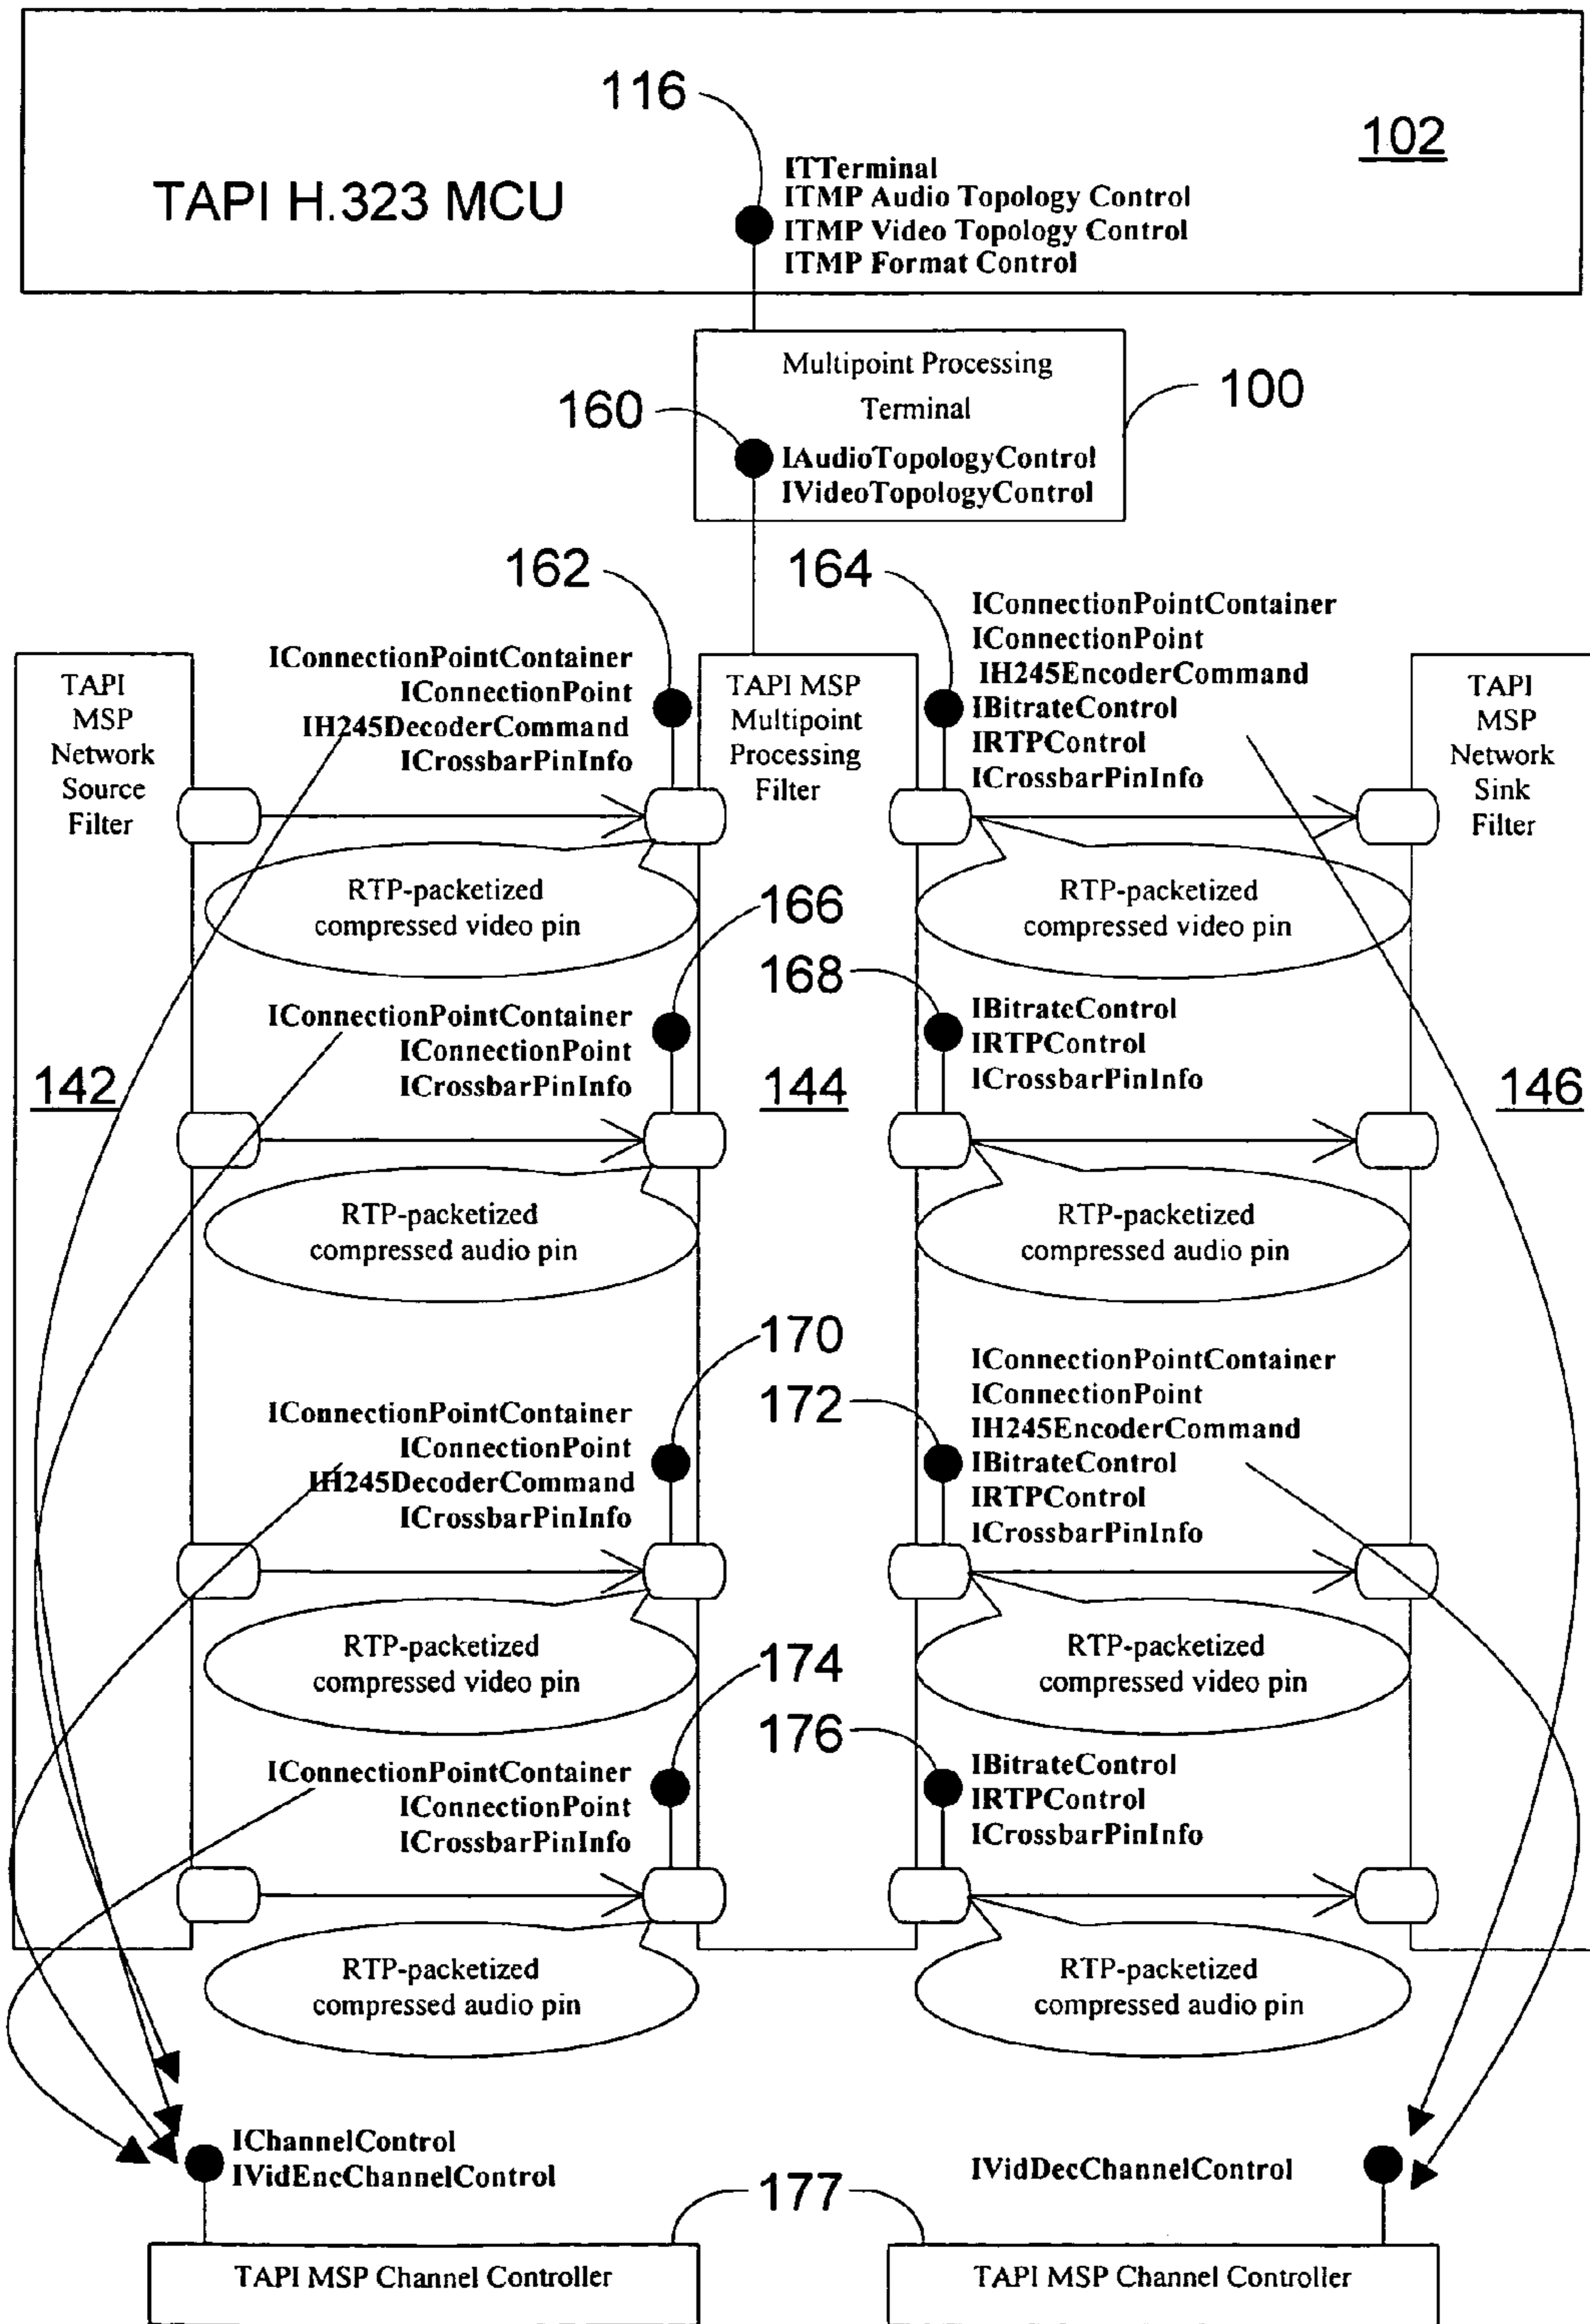 116
102
TAPI H.323 MCU
ITTerminal
ITMP Audio Topology Control
ITMP Video Topology Control
ITMP Format Control
Multipoint Processing
Terminal
100
160
IAudioTopologyControl
IVideoTopologyControl
162
164
TAPI
MSP
Network
Source
Filter
IConnectionPointContainer
IConnectionPoint
IH245DecoderCommand
ICrossbarPinInfo
TAPI MSP
Multipoint
Processing
Filter
IConnectionPointContainer
IConnectionPoint
IH245EncoderCommand
IBitrateControl
IRTPControl
ICrossbarPinInfo
TAPI
MSP
Network
Sink
Filter
RTP-packetized
compressed video pin
RTP-packetized
compressed video pin
166
168
IConnectionPointContainer
IConnectionPoint
ICrossbarPinInfo
IBitrateControl
IRTPControl
ICrossbarPinInfo
142
144
146
RTP-packetized
compressed audio pin
RTP-packetized
compressed audio pin
170
172
IConnectionPointContainer
IConnectionPoint
IH245DecoderCommand
ICrossbarPinInfo
IConnectionPointContainer
IConnectionPoint
IH245EncoderCommand
IBitrateControl
IRTPControl
ICrossbarPinInfo
RTP-packetized
compressed video pin
RTP-packetized
compressed video pin
174
176
IConnectionPointContainer
IConnectionPoint
ICrossbarPinInfo
IBitrateControl
IRTPControl
ICrossbarPinInfo
RTP-packetized
compressed audio pin
RTP-packetized
compressed audio pin
IChannelControl
IVidEncChannelControl
IVidDecChannelControl
177
TAPI MSP Channel Controller
TAPI MSP Channel Controller